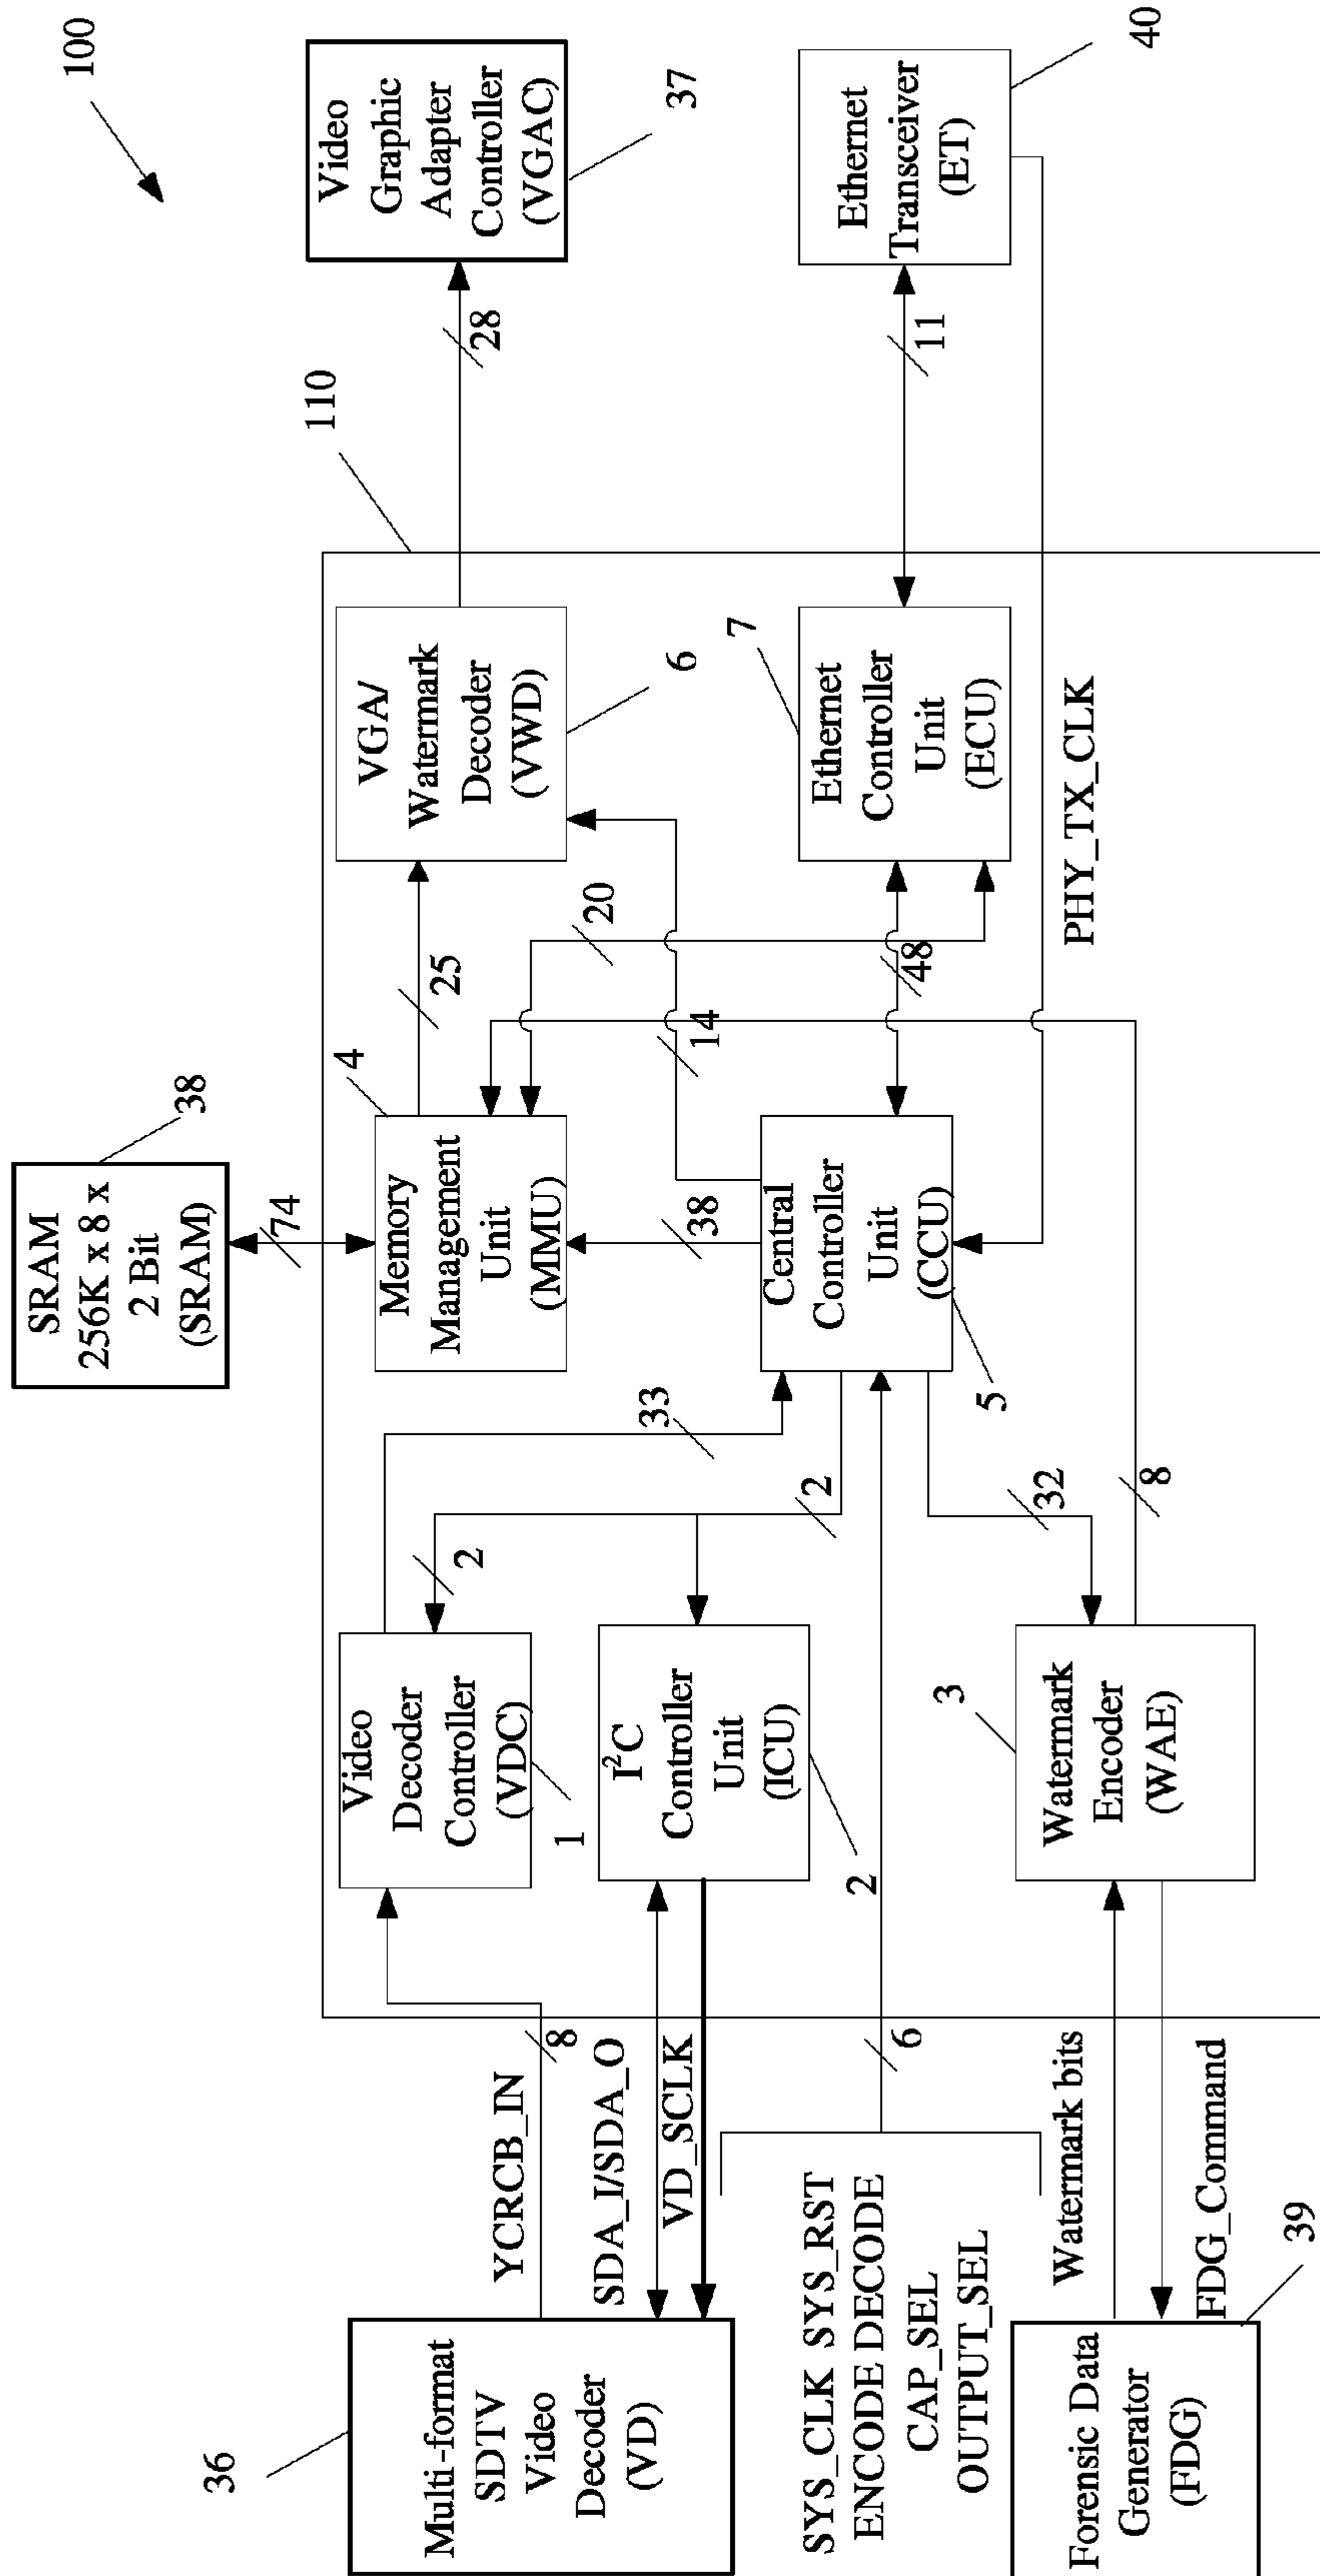 100
SRAM
256K x 8 x
2 Bit
(SRAM)
38
74
110
36
Multi-format
SDTV
Video
Decoder
(VD)
YCRCB_IN
8
SDA_I/SDA_O
VD_SCLK
Video
Decoder
Controller
(VDC)
1
2
33
Memory
Management
Unit
(MMU)
4
25
VGA/
Watermark
Decoder
(VWD)
6
28
Video
Graphic
Adapter
Controller
(VGAC)
37
I²C
Controller
Unit
(ICU)
2
2
38
14
20
SYS_CLK SYS_RST
ENCODE DECODE
CAP_SEL
OUTPUT_SEL
6
Central
Controller
Unit
(CCU)
5
48
7
Ethernet
Controller
Unit
(ECU)
11
Ethernet
Transceiver
(ET)
40
PHY_TX_CLK
32
8
3
Watermark
Encoder
(WAE)
Watermark bits
FDG_Command
Forensic Data
Generator
(FDG)
39